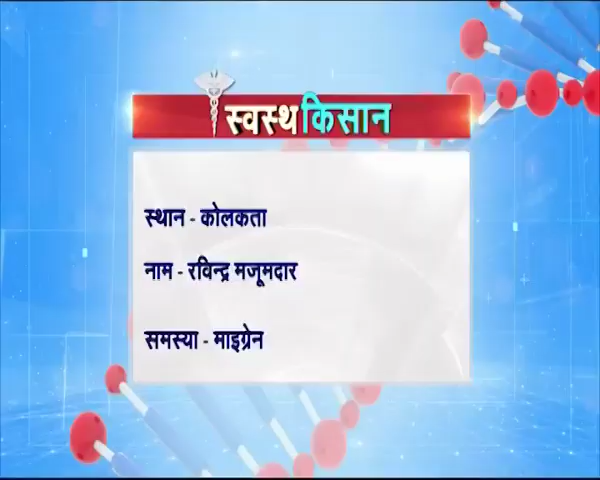 स्वस्थ किसान
स्थान - कोलकता
नाम - रविन्द्र मजूमदार
समस्या - माइग्रेन